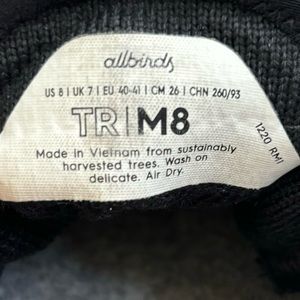 allbirds
US 8 | UK 7 | EU 40-41 | CM 26 | CHN 260/93
TR|M8
Made in Vietnam from sustainably
harvested trees. Wash on
delicate. Air Dry.
1220 RM1